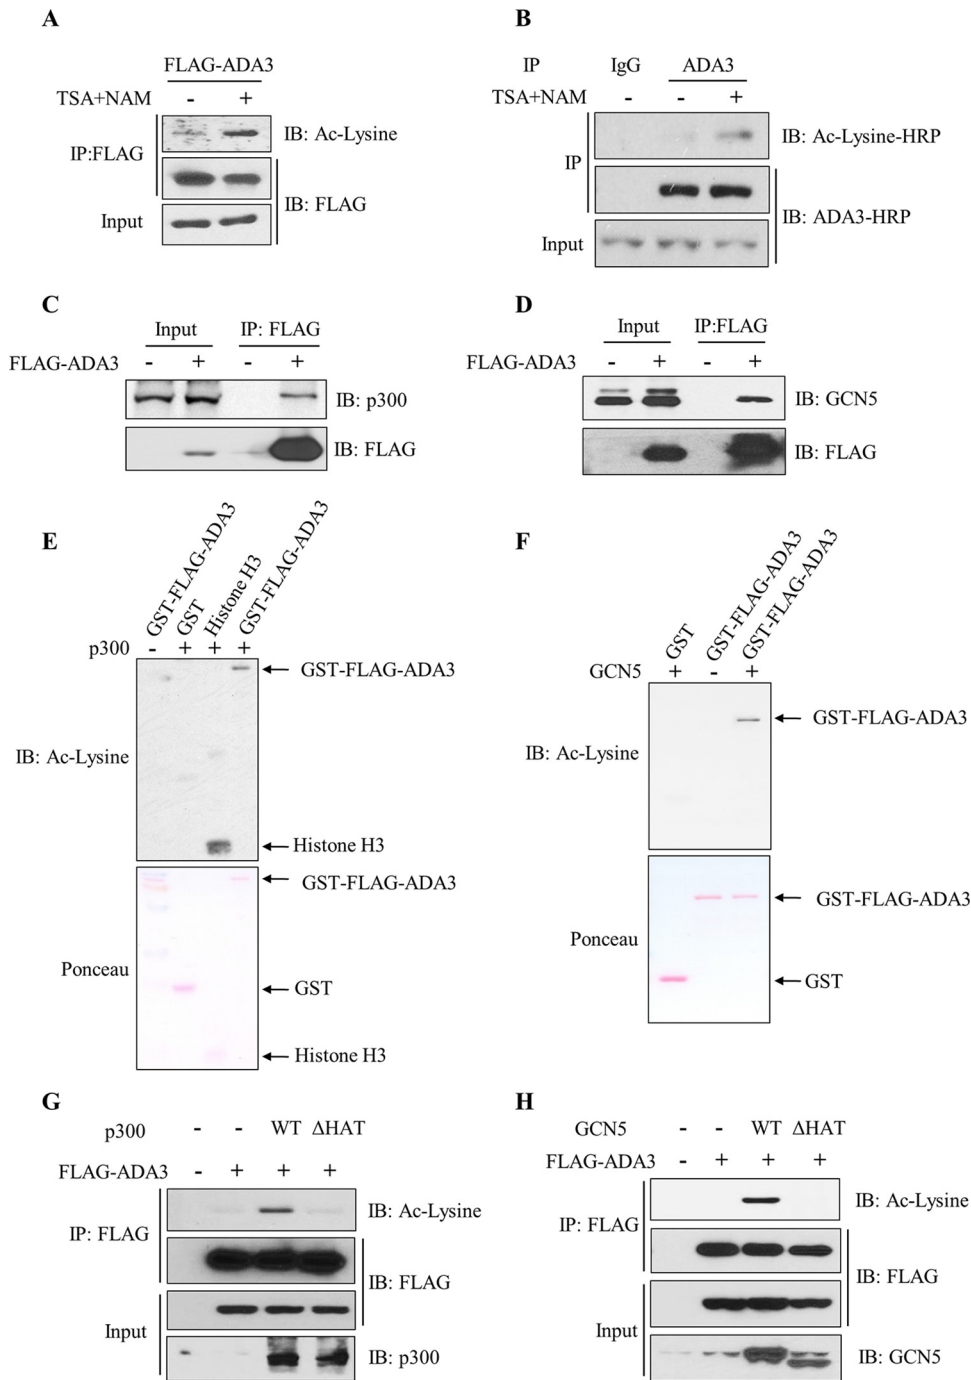 A
FLAG-ADA3
TSA+NAM - +
IP:FLAG
IB: Ac-Lysine
IB: FLAG
Input
B
IP IgG ADA3
TSA+NAM - - +
IP
IB: Ac-Lysine-HRP
IB: ADA3-HRP
Input
C
Input IP: FLAG
FLAG-ADA3 - + - +
IB: p300
IB: FLAG
D
Input IP:FLAG
FLAG-ADA3 - + - +
IB: GCN5
IB: FLAG
E
GST-FLAG-ADA3
GST
Histone H3
GST-FLAG-ADA3
p300 - + + +
GST-FLAG-ADA3
IB: Ac-Lysine
Histone H3
GST-FLAG-ADA3
Ponceau
GST
Histone H3
F
GST
GST-FLAG-ADA3
GST-FLAG-ADA3
GCN5 + - +
GST-FLAG-ADA3
IB: Ac-Lysine
GST-FLAG-ADA3
Ponceau
GST
G
p300 - - WT ΔHAT
FLAG-ADA3 - + + +
IP: FLAG
IB: Ac-Lysine
IB: FLAG
Input
IB: p300
H
GCN5 - - WT ΔHAT
FLAG-ADA3 - + + +
IP: FLAG
IB: Ac-Lysine
IB: FLAG
Input
IB: GCN5